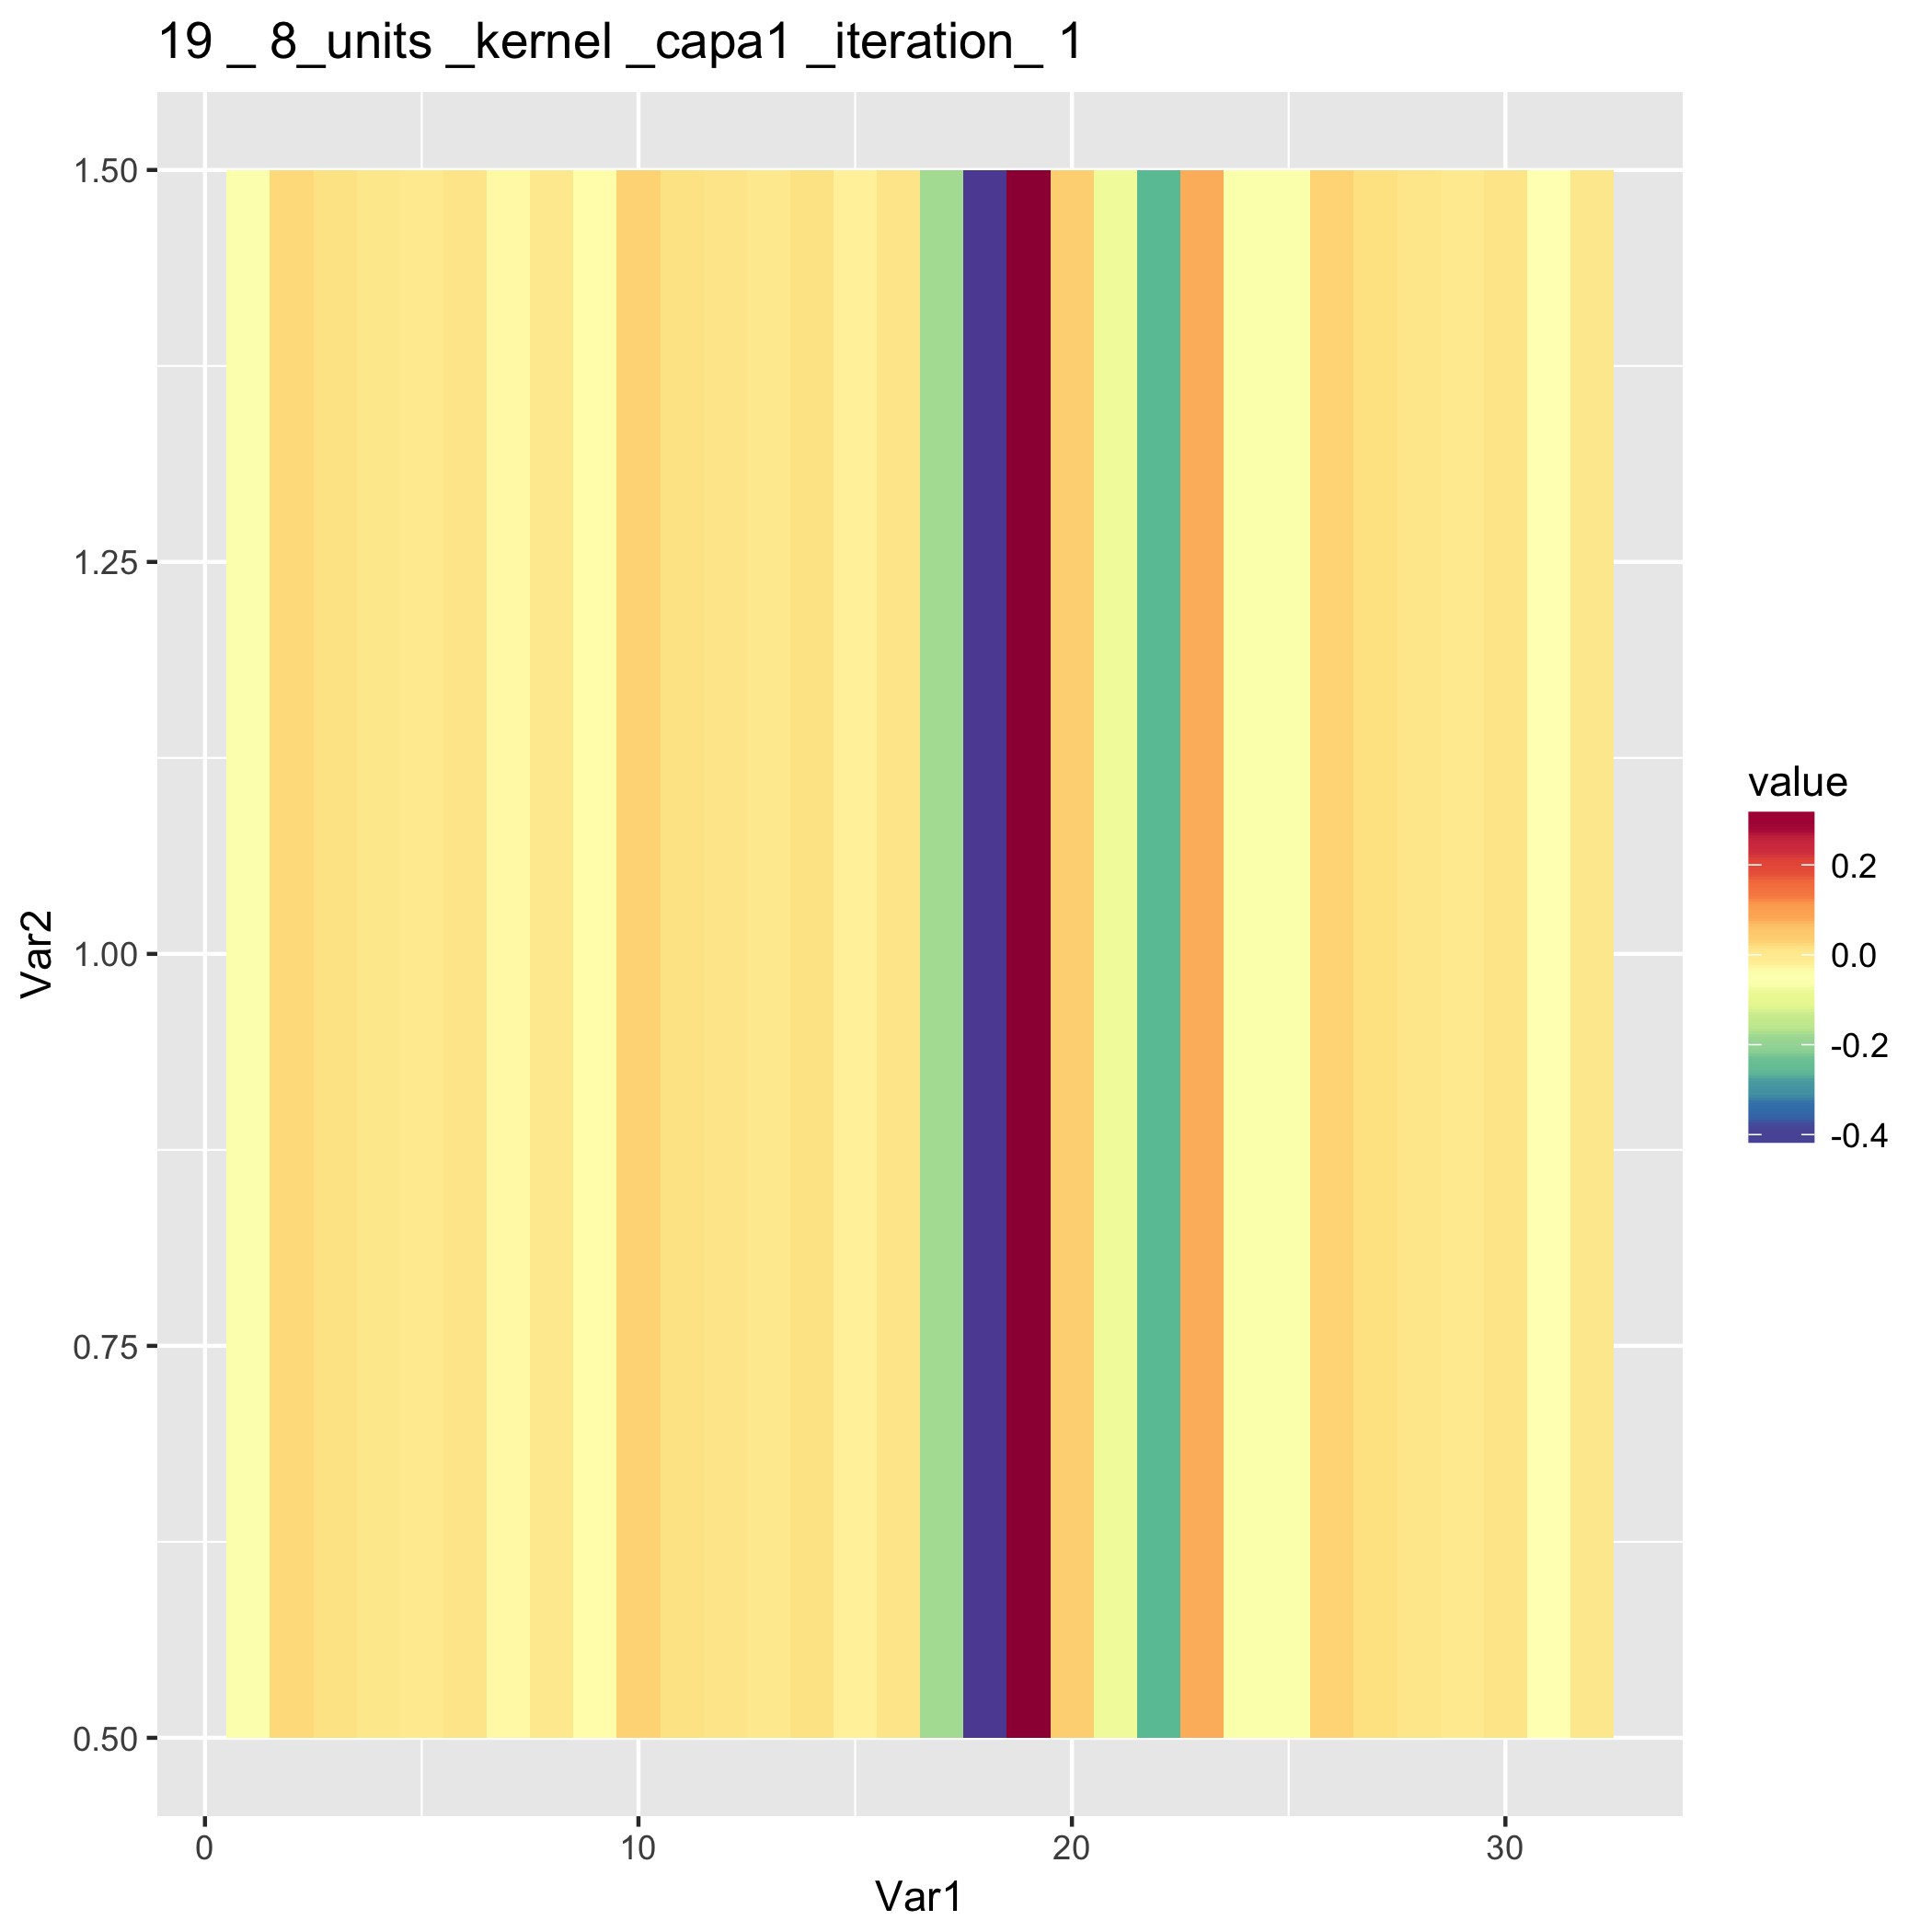 19 _ 8_units _kernel _capa1 _iteration_ 1
1.50
1.25
1.00
0.75
0.50
Var2
0 10 20 30
Var1
value
0.2
0.0
-0.2
-0.4